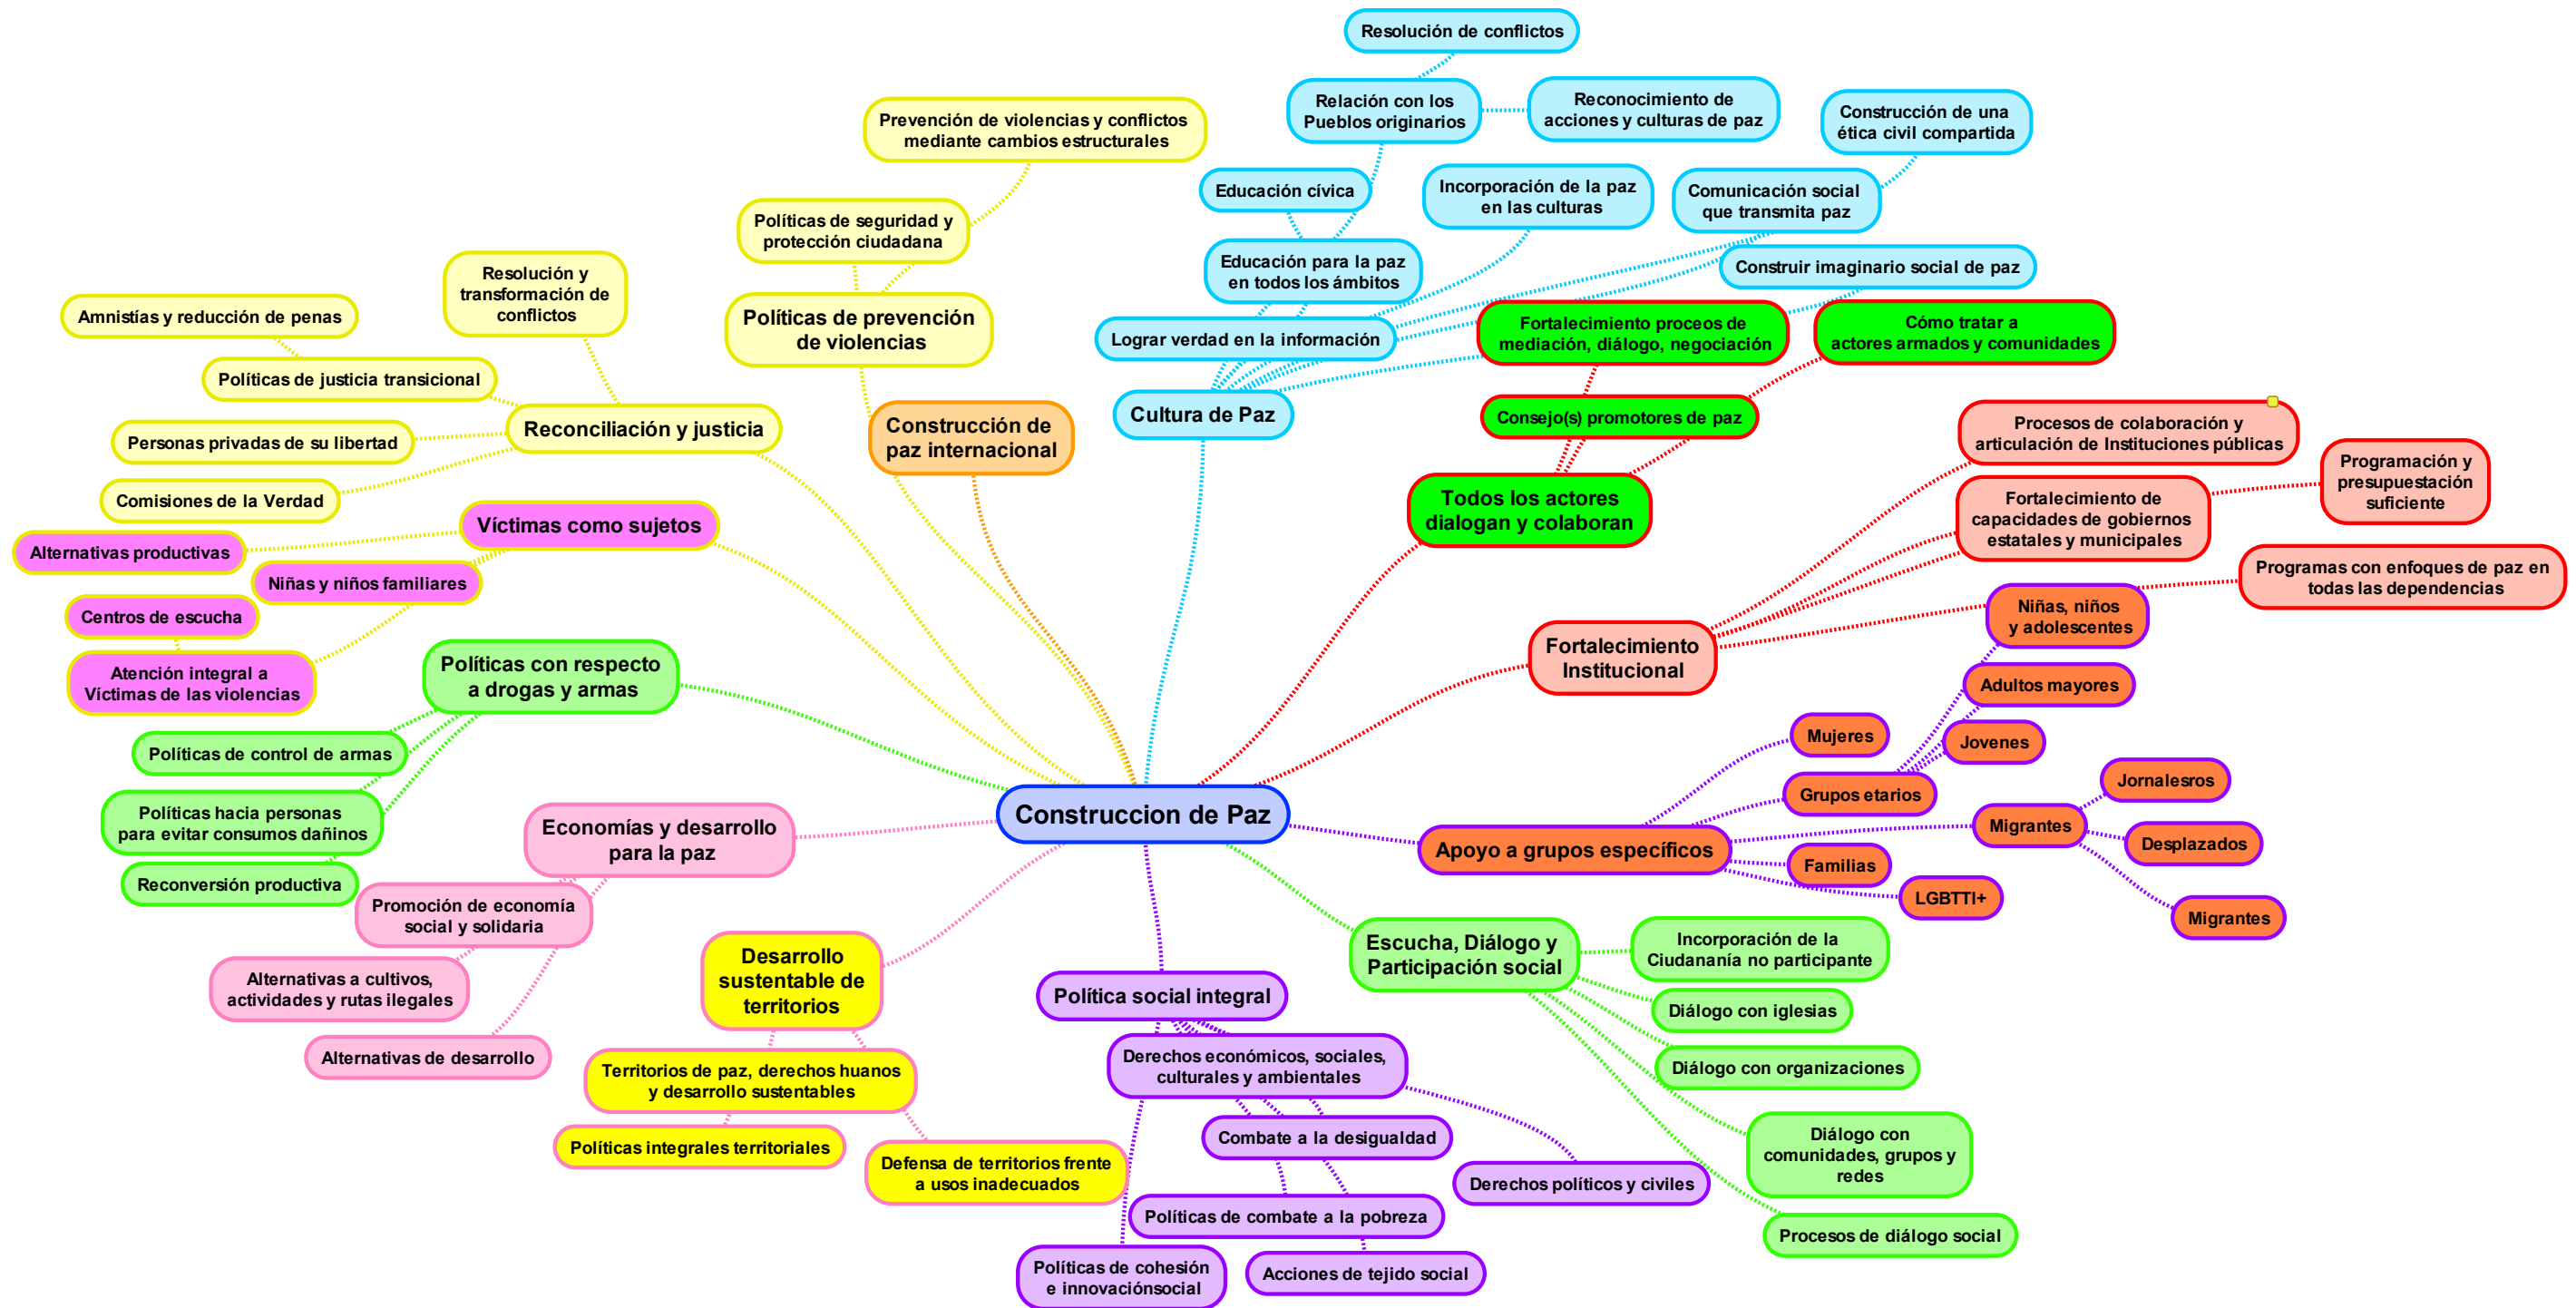 Construccion de Paz
Resolución de conflictos
Relación con los
Pueblos originarios
Reconocimiento de
acciones y culturas de paz
Construcción de una
ética civil compartida
Educación cívica
Incorporación de la paz
en las culturas
Comunicación social
que transmita paz
Educación para la paz
en todos los ámbitos
Construir imaginario social de paz
Lograr verdad en la información
Cultura de Paz
Prevención de violencias y conflictos
mediante cambios estructurales
Políticas de seguridad y
protección ciudadana
Políticas de prevención
de violencias
Construcción de
paz internacional
Resolución y
transformación de
conflictos
Amnistías y reducción de penas
Políticas de justicia transicional
Personas privadas de su libertad
Reconciliación y justicia
Comisiones de la Verdad
Víctimas como sujetos
Alternativas productivas
Niñas y niños familiares
Centros de escucha
Atención integral a
Víctimas de las violencias
Políticas con respecto
a drogas y armas
Políticas de control de armas
Políticas hacia personas
para evitar consumos dañinos
Reconversión productiva
Economías y desarrollo
para la paz
Promoción de economía
social y solidaria
Alternativas a cultivos,
actividades y rutas ilegales
Alternativas de desarrollo
Desarrollo
sustentable de
territorios
Territorios de paz, derechos huanos
y desarrollo sustentables
Políticas integrales territoriales
Defensa de territorios frente
a usos inadecuados
Política social integral
Derechos económicos, sociales,
culturales y ambientales
Combate a la desigualdad
Derechos políticos y civiles
Políticas de combate a la pobreza
Políticas de cohesión
e innovaciónsocial
Acciones de tejido social
Escucha, Diálogo y
Participación social
Incorporación de la
Ciudananía no participante
Diálogo con iglesias
Diálogo con organizaciones
Diálogo con
comunidades, grupos y
redes
Procesos de diálogo social
Apoyo a grupos específicos
Mujeres
Grupos etarios
Niñas, niños
y adolescentes
Adultos mayores
Jovenes
Migrantes
Jornalesros
Desplazados
Migrantes
Familias
LGBTTI+
Fortalecimiento
Institucional
Procesos de colaboración y
articulación de Instituciones públicas
Fortalecimiento de
capacidades de gobiernos
estatales y municipales
Programación y
presupuestación
suficiente
Programas con enfoques de paz en
todas las dependencias
Todos los actores
dialogan y colaboran
Consejo(s) promotores de paz
Fortalecimiento proceos de
mediación, diálogo, negociación
Cómo tratar a
actores armados y comunidades